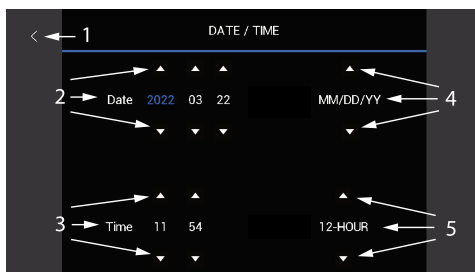 DATE / TIME
1
2 Date 2022 03 22 MM/DD/YY 4
3 Time 11 54 12-HOUR 5